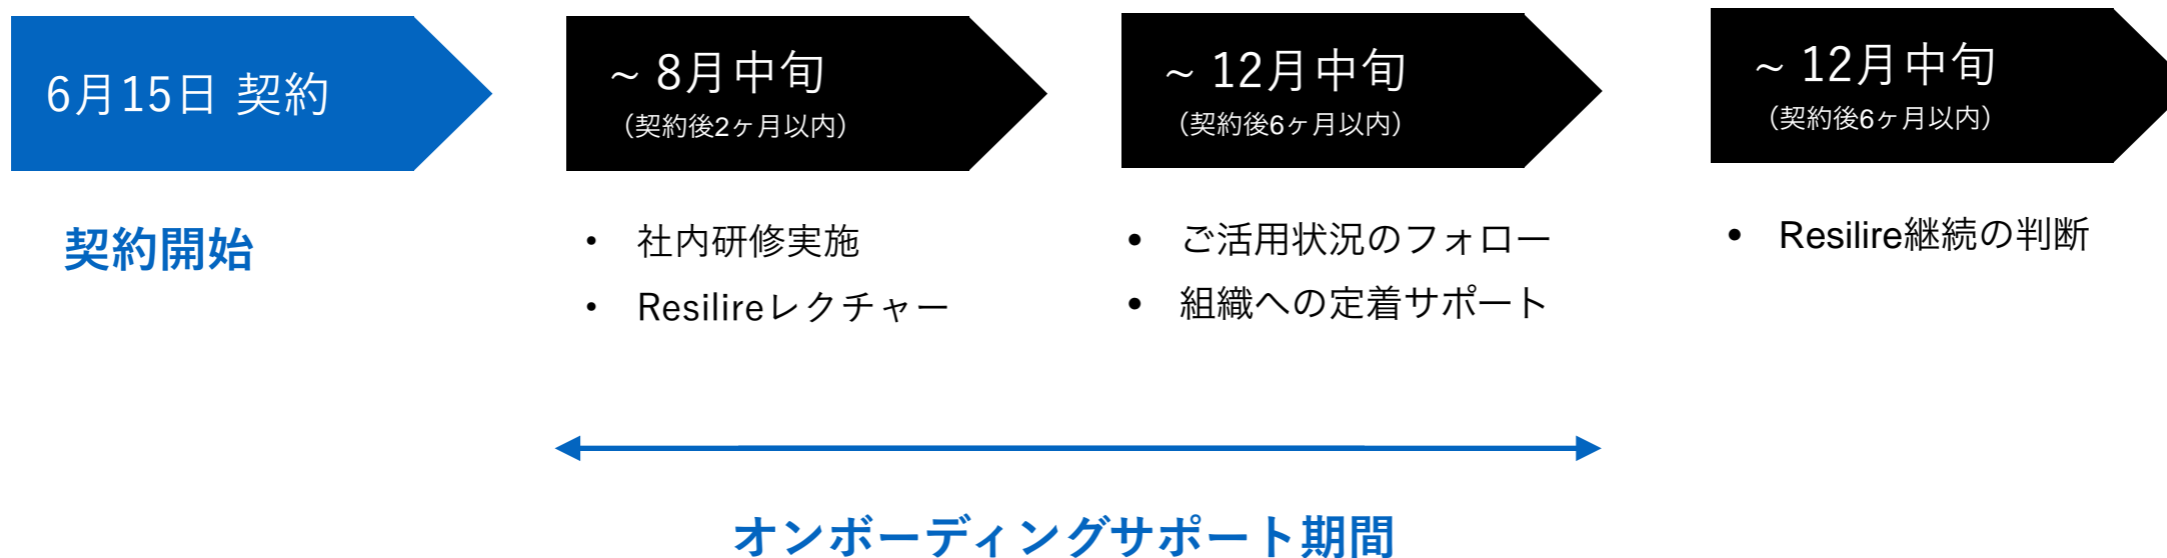 6月15日 契約
契約開始
~ 8月中旬
（契約後2ヶ月以内）
・ 社内研修実施
・ Resilireレクチャー
~ 12月中旬
（契約後6ヶ月以内）
• ご活用状況のフォロー
• 組織への定着サポート
~ 12月中旬
（契約後6ヶ月以内）
• Resilire継続の判断
オンボーディングサポート期間